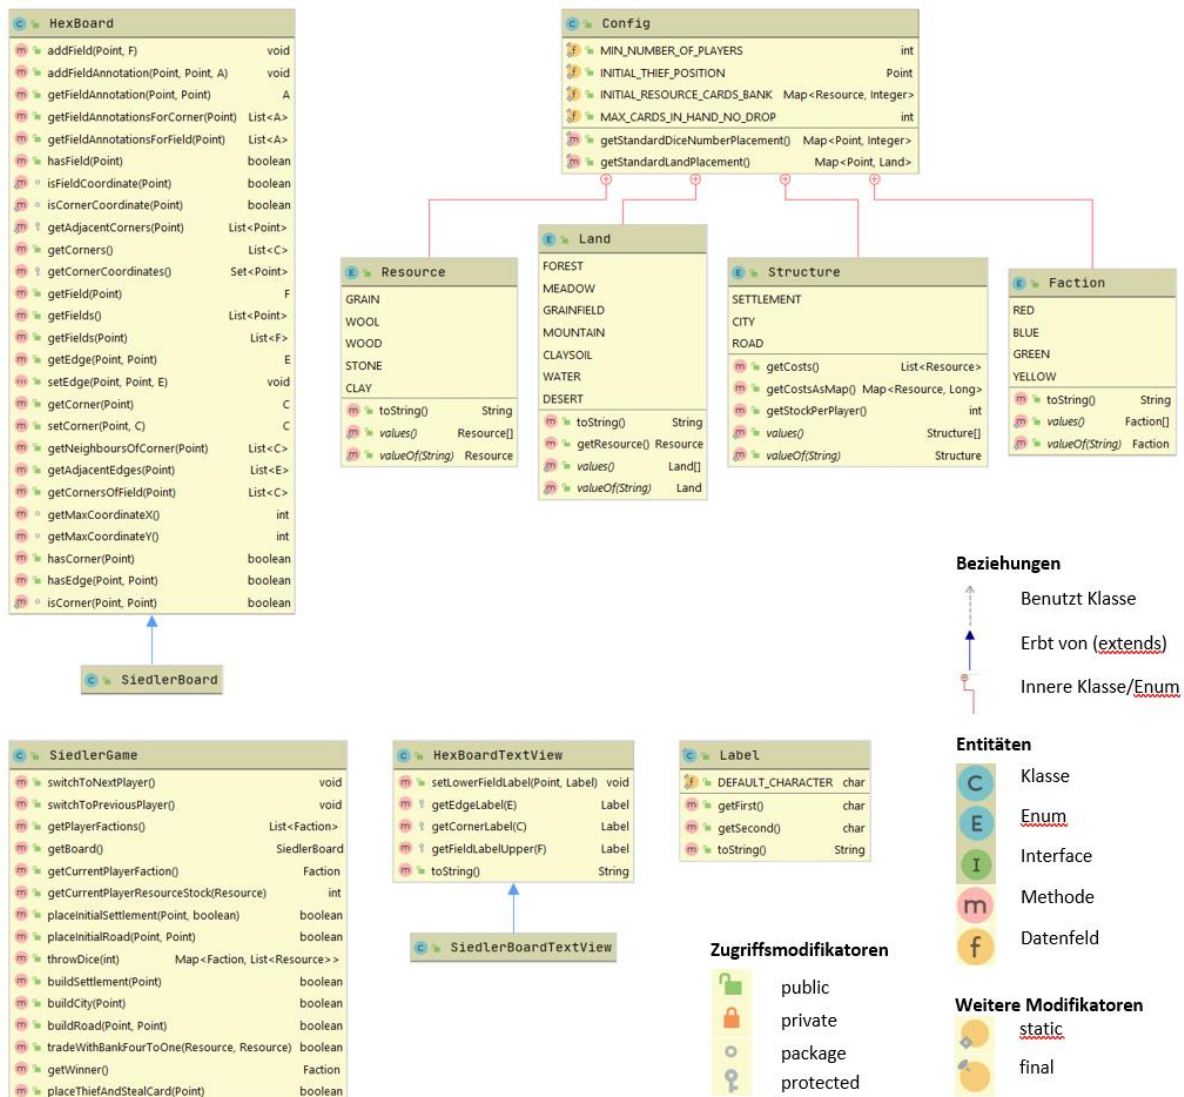 HexBoard
addField(Point, F) void
addFieldAnnotation(Point, Point, A) void
getFieldAnnotation(Point, Point) A
getFieldAnnotationsForCorner(Point) List<A>
getFieldAnnotationsForField(Point) List<A>
hasField(Point) boolean
isFieldCoordinate(Point) boolean
isCornerCoordinate(Point) boolean
getAdjacentCorners(Point) List<Point>
getCorners() List<C>
getCornerCoordinates() Set<Point>
getField(Point) F
getFields() List<Point>
getFields(Point) List<F>
getEdge(Point, Point) E
setEdge(Point, Point, E) void
getCorner(Point) C
setCorner(Point, C) C
getNeighboursOfCorner(Point) List<C>
getAdjacentEdges(Point) List<E>
getCornersOfField(Point) List<C>
getMaxCoordinateX() int
getMaxCoordinateY() int
hasCorner(Point) boolean
hasEdge(Point, Point) boolean
isCorner(Point, Point) boolean
SiedlerBoard
Config
MIN_NUMBER_OF_PLAYERS int
INITIAL_THIEF_POSITION Point
INITIAL_RESOURCE_CARDS_BANK Map<Resource, Integer>
MAX_CARDS_IN_HAND_NO_DROP int
getStandardDiceNumberPlacement() Map<Point, Integer>
getStandardLandPlacement() Map<Point, Land>
Resource
GRAIN
WOOL
WOOD
STONE
CLAY
toString() String
values() Resource[]
valueOf(String) Resource
Land
FOREST
MEADOW
GRAINFIELD
MOUNTAIN
CLAYSOIL
WATER
DESERT
toString() String
getResource() Resource
values() Land[]
valueOf(String) Land
Structure
SETTLEMENT
CITY
ROAD
getCosts() List<Resource>
getCostsAsMap() Map<Resource, Long>
getStockPerPlayer() int
values() Structure[]
valueOf(String) Structure
Faction
RED
BLUE
GREEN
YELLOW
toString() String
values() Faction[]
valueOf(String) Faction
Beziehungen
Benutzt Klasse
Erbt von (extends)
Innere Klasse/Enum
SiedlerGame
switchToNextPlayer() void
switchToPreviousPlayer() void
getPlayerFactions() List<Faction>
getBoard() SiedlerBoard
getCurrentPlayerFaction() Faction
getCurrentPlayerResourceStock(Resource) int
placeInitialSettlement(Point, boolean) boolean
placeInitialRoad(Point, Point) boolean
throwDice(int) Map<Faction, List<Resource>>
buildSettlement(Point) boolean
buildCity(Point) boolean
buildRoad(Point, Point) boolean
tradeWithBankFourToOne(Resource, Resource) boolean
getWinner() Faction
placeThiefAndStealCard(Point) boolean
HexBoardTextView
setLowerFieldLabel(Point, Label) void
getEdgeLabel(E) Label
getCornerLabel(C) Label
getFieldLabelUpper(F) Label
toString() String
SiedlerBoardTextView
Label
DEFAULT_CHARACTER char
getFirst() char
getSecond() char
toString() String
Zugriffsmodifikatoren
public
private
package
protected
Entitäten
C Klasse
E Enum
I Interface
m Methode
f Datenfeld
Weitere Modifikatoren
static
final